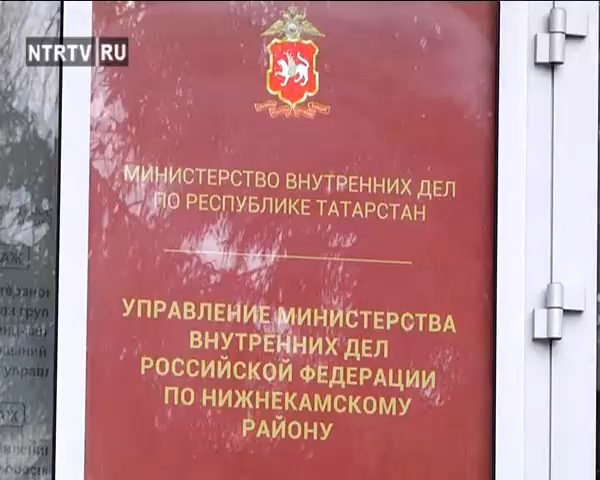 NTRTV RU
МИНИСТЕРСТВО ВНУТРЕННИХ ДЕЛ
ПО РЕСПУБЛИКЕ ТАТАРСТАН
УПРАВЛЕНИЕ МИНИСТЕРСТВА
ВНУТРЕННИХ ДЕЛ
РОССИЙСКОЙ ФЕДЕРАЦИИ
ПО НИЖНЕКАМСКОМУ
РАЙОНУ